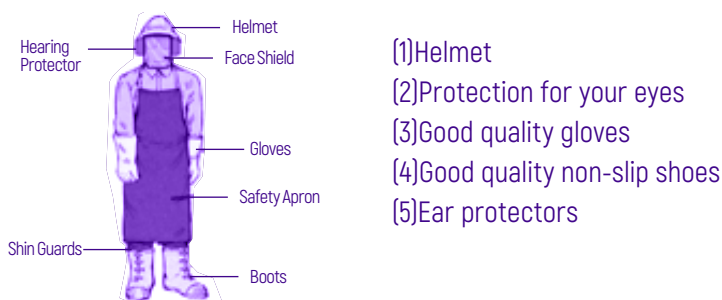 Helmet
Hearing
Protector
Face Shield
Gloves
Safety Apron
Shin Guards
Boots
(1)Helmet
(2)Protection for your eyes
(3)Good quality gloves
(4)Good quality non-slip shoes
(5)Ear protectors